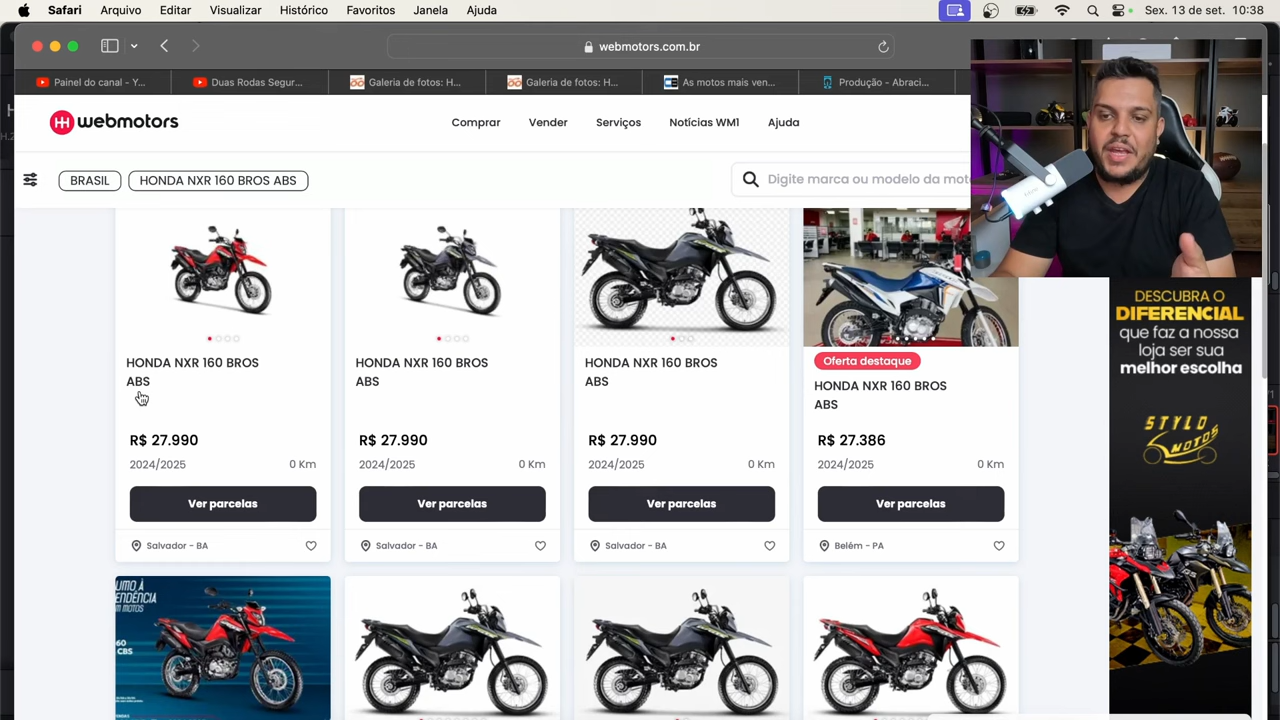 Safari Arquivo Editar Visualizar Histórico Favoritos Janela Ajuda Sex. 13 de set. 10:38
webmotors.com.br
Painel do canal - Y... Duas Rodas Segur... Galeria de fotos: H... Galeria de fotos: H... As motos mais ven... Produção - Abraci...
webmotors Comprar Vender Serviços Notícias WM1 Ajuda
BRASIL HONDA NXR 160 BROS ABS Digite marca ou modelo da mot
HONDA NXR 160 BROS
ABS
R$ 27.990
2024/2025 0 Km
Ver parcelas
Salvador - BA
HONDA NXR 160 BROS
ABS
R$ 27.990
2024/2025 0 Km
Ver parcelas
Salvador - BA
HONDA NXR 160 BROS
ABS
R$ 27.990
2024/2025 0 Km
Ver parcelas
Salvador - BA
Oferta destaque
HONDA NXR 160 BROS
ABS
R$ 27.386
2024/2025 0 Km
Ver parcelas
Belém - PA
DESCUBRA O
DIFERENCIAL
que faz a nossa
loja ser sua
melhor escolha
STYLO
MOTOS
UMO À
ENDÊNCIA
M MOTOS
60
CBS